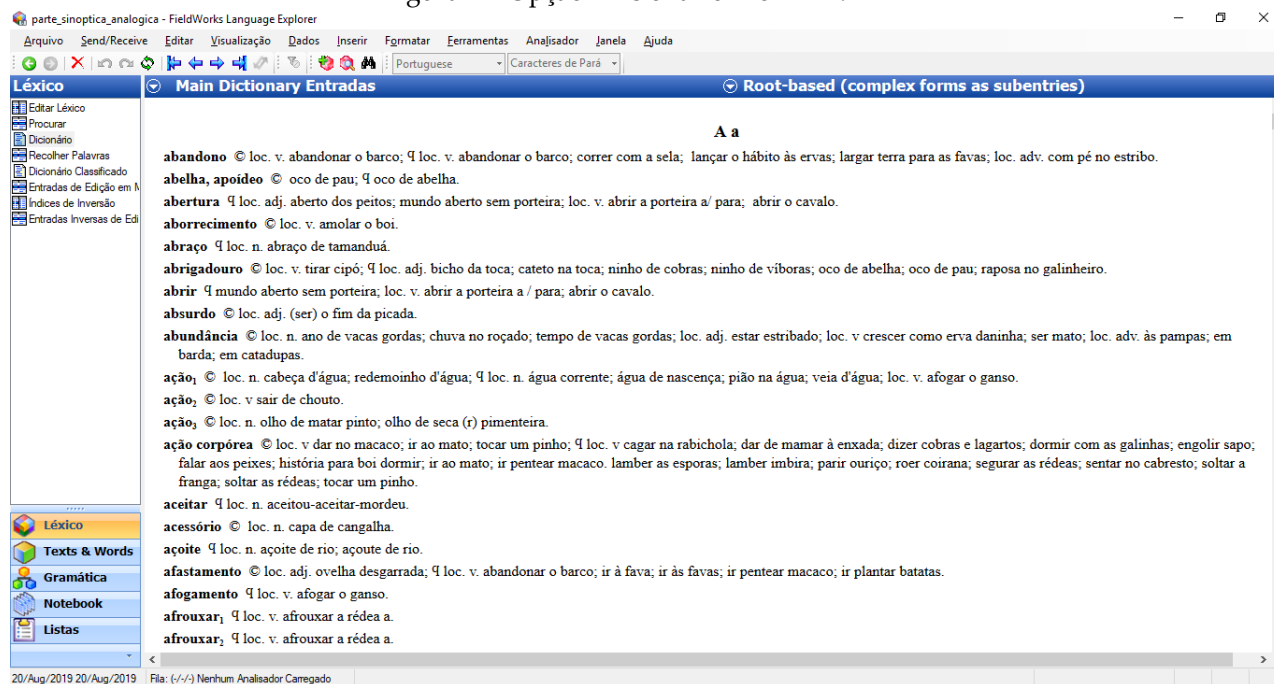 parte_sinoptica_analogica - FieldWorks Language Explorer
Arquivo Send/Receive Editar Visualização Dados Inserir Formatar Ferramentas Analisador Janela Ajuda
Portuguese Caracteres de Pará
Léxico
Main Dictionary Entradas Root-based (complex forms as subentries)
Editar Léxico
Procurar
Dicionário
Recolher Palavras
Dicionário Classificado
Entradas de Edição em
Índices de Inversão
Entradas Inversas de Edi
A a
abandono © loc. v. abandonar o barco; ꟼ loc. v. abandonar o barco; correr com a sela; lançar o hábito às ervas; largar terra para as favas; loc. adv. com pé no estribo.
abelha, apoídeo © oco de pau; ꟼ oco de abelha.
abertura ꟼ loc. adj. aberto dos peitos; mundo aberto sem porteira; loc. v. abrir a porteira a/ para; abrir o cavalo.
aborrecimento © loc. v. amolar o boi.
abraço ꟼ loc. n. abraço de tamanduá.
abrigadouro © loc. v. tirar cipó; ꟼ loc. adj. bicho da toca; cateto na toca; ninho de cobras; ninho de víboras; oco de abelha; oco de pau; raposa no galinheiro.
abrir ꟼ mundo aberto sem porteira; loc. v. abrir a porteira a / para; abrir o cavalo.
absurdo © loc. adj. (ser) o fim da picada.
abundância © loc. n. ano de vacas gordas; chuva no roçado; tempo de vacas gordas; loc. adj. estar estribado; loc. v crescer como erva daninha; ser mato; loc. adv. às pampas; em
barda; em catadupas.
ação₁ © loc. n. cabeça d'água; redemoinho d'água; ꟼ loc. n. água corrente; água de nascença; pião na água; veia d'água; loc. v. afogar o ganso.
ação₂ © loc. v sair de chouto.
ação₃ © loc. n. olho de matar pinto; olho de seca (r) pimenteira.
ação corpórea © loc. v dar no macaco; ir ao mato; tocar um pinho; ꟼ loc. v cagar na rabichola; dar de mamar à enxada; dizer cobras e lagartos; dormir com as galinhas; engolir sapo;
falar aos peixes; história para boi dormir; ir ao mato; ir pentear macaco. lamber as esporas; lamber imbira; parir ouriço; roer coirana; segurar as rédeas; sentar no cabresto; soltar a
franga; soltar as rédeas; tocar um pinho.
aceitar ꟼ loc. n. aceitou-aceitar-mordeu.
acessório © loc. n. capa de cangalha.
açoite ꟼ loc. n. açoite de rio; açoute de rio.
afastamento © loc. adj. ovelha desgarrada; ꟼ loc. v. abandonar o barco; ir à fava; ir às favas; ir pentear macaco; ir plantar batatas.
afogamento ꟼ loc. v. afogar o ganso.
afrouxar₁ ꟼ loc. v. afrouxar a rédea a.
afrouxar₂ ꟼ loc. v. afrouxar a rédea a.
Léxico
Texts & Words
Gramática
Notebook
Listas
20/Aug/2019 20/Aug/2019 Fila: (-/-/-) Nenhum Analisador Carregado